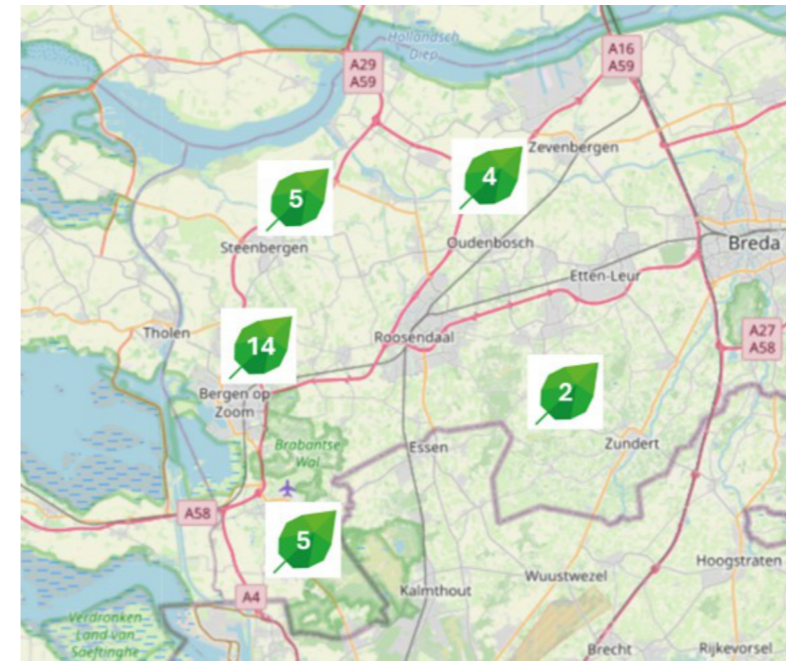 Hollandsch
Diep
A29
A59
A16
A59
Zevenbergen
4
5
Steenbergen
Oudenbosch
Breda
Etten-Leur
Tholen
14
Roosendaal
A27
A58
Bergen op
Zoom
2
Brabantse
Wal
Essen
Zundert
A58
5
Hoogstraten
Wuustwezel
Kalmthout
A4
Verdronken
Land van
Saeftinghe
Brecht
Rijkevorsel